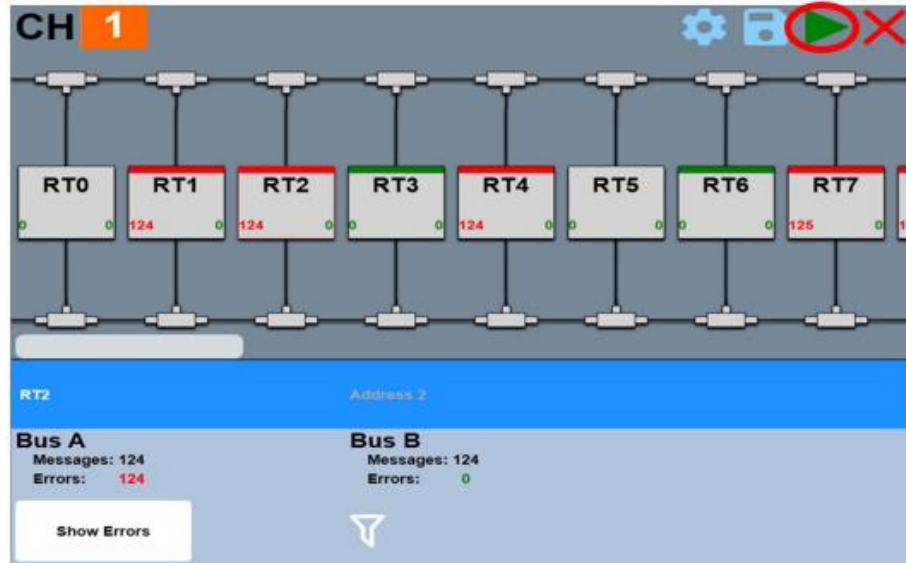 CH 1
RT0 RT1 RT2 RT3 RT4 RT5 RT6 RT7
0 0 124 0 124 0 0 0 124 0 0 0 0 0 125 0 1
RT2 Address 2
Bus A Bus B
Messages: 124 Messages: 124
Errors: 124 Errors: 0
Show Errors